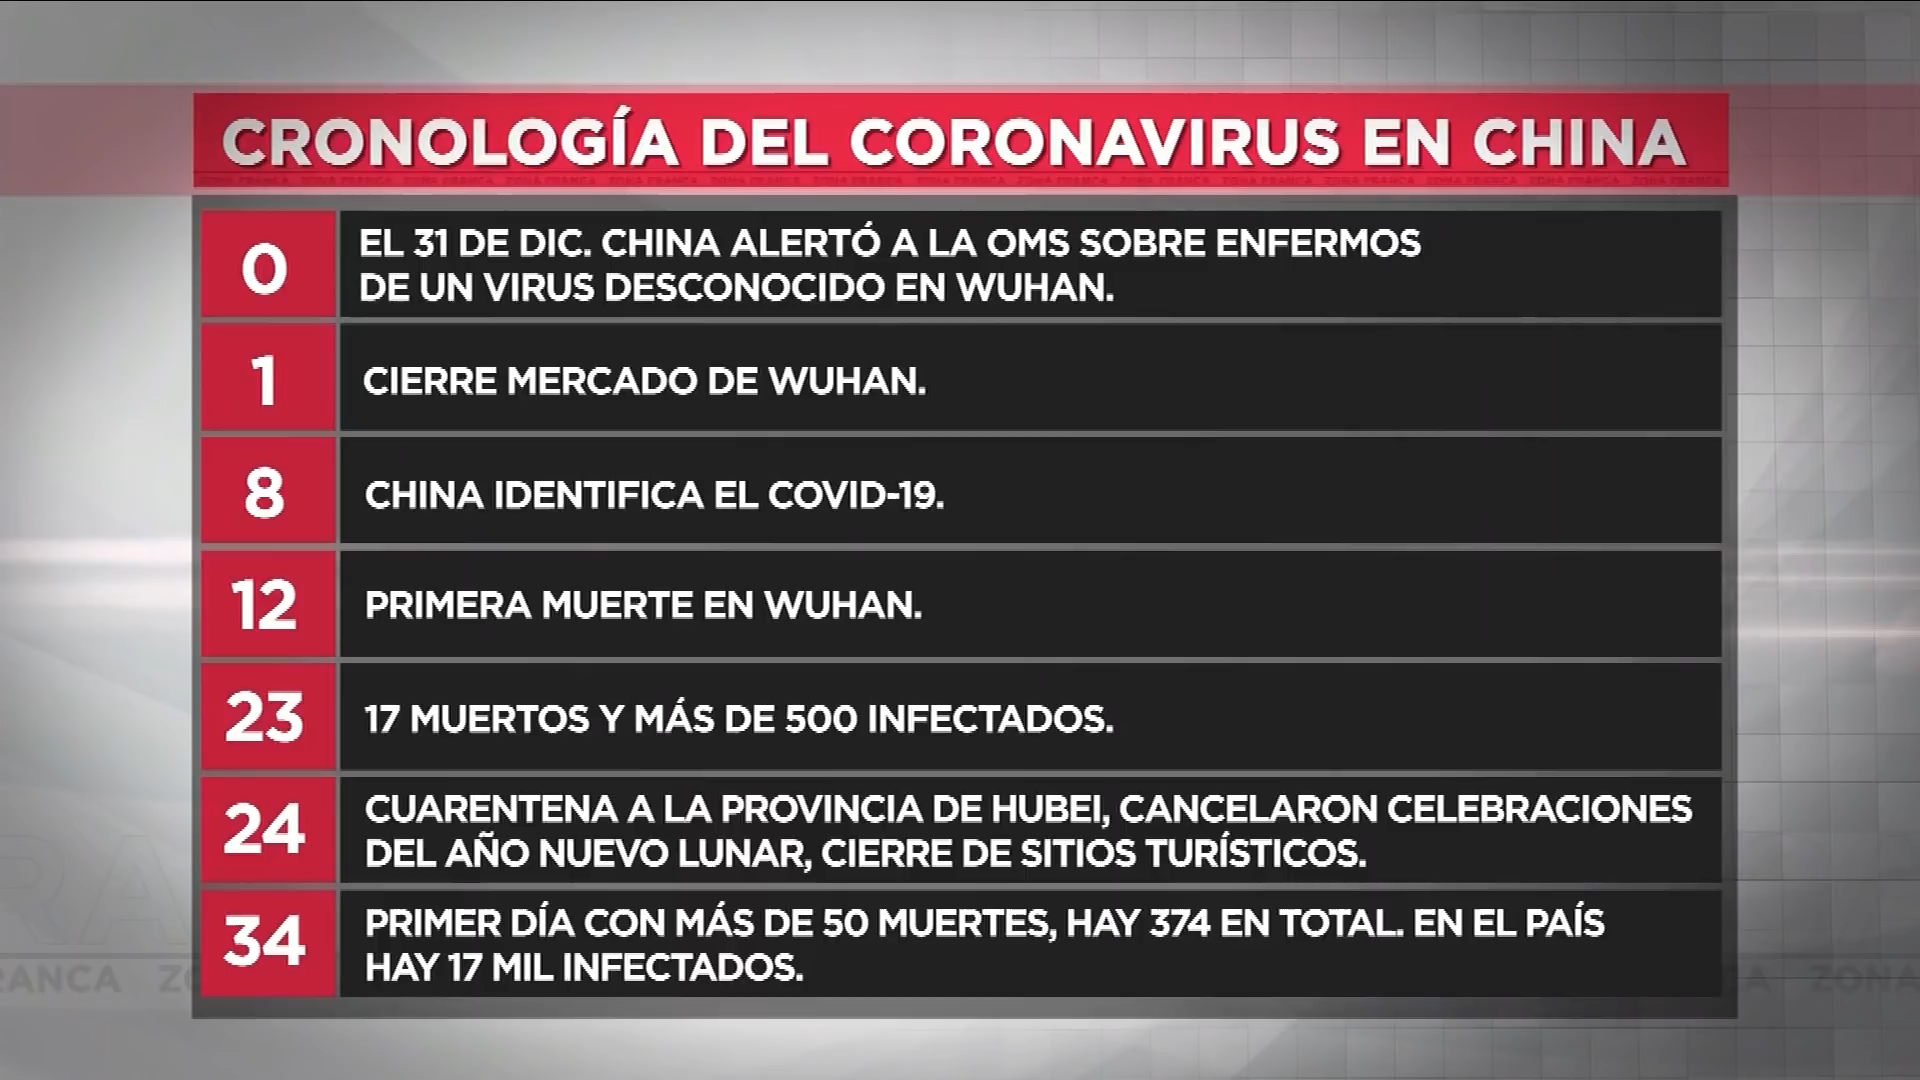 CRONOLOGÍA DEL CORONAVIRUS EN CHINA
0
EL 31 DE DIC. CHINA ALERTÓ A LA OMS SOBRE ENFERMOS
DE UN VIRUS DESCONOCIDO EN WUHAN.
1
CIERRE MERCADO DE WUHAN.
8
CHINA IDENTIFICA EL COVID-19.
12
PRIMERA MUERTE EN WUHAN.
23
17 MUERTOS Y MÁS DE 500 INFECTADOS.
24
CUARENTENA A LA PROVINCIA DE HUBEI, CANCELARON CELEBRACIONES
DEL AÑO NUEVO LUNAR, CIERRE DE SITIOS TURÍSTICOS.
34
PRIMER DÍA CON MÁS DE 50 MUERTES, HAY 374 EN TOTAL. EN EL PAÍS
HAY 17 MIL INFECTADOS.